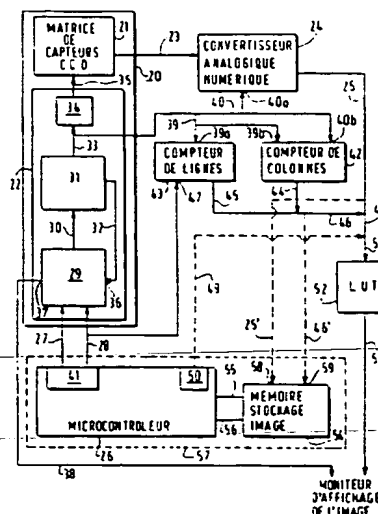 MATRICE
DE
CAPTEURS
C C D
21
23
CONVERTISSEUR
ANALOGIQUE
NUMERIQUE
24
20
25
35
40
40a
34
39
39a
39b
40b
33
COMPTEUR
DE LIGNES
COMPTEUR DE
COLONNES
42
22
31
43
47
45
44
46
30
32
29
37
36
49
52
LUT
27
28
25'
46'
58
59
41
50
55
MEMOIRE
STOCKAGE
IMAGE
MICROCONTROLEUR
56
26
57
38
MONITEUR
D'AFFICHAGE
DE L'IMAGE